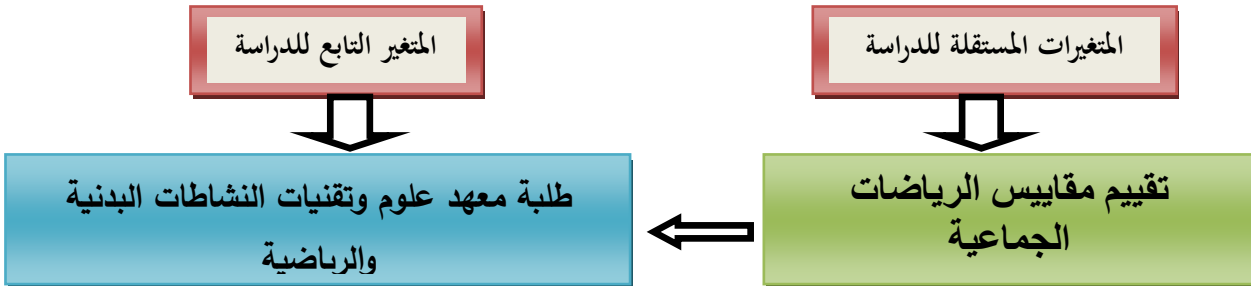 المتغيرات المستقلة للدراسة
المتغير التابع للدراسة
تقييم مقاييس الرياضات
الجماعية
طلبة معهد علوم وتقنيات النشاطات البدنية
والرياضية